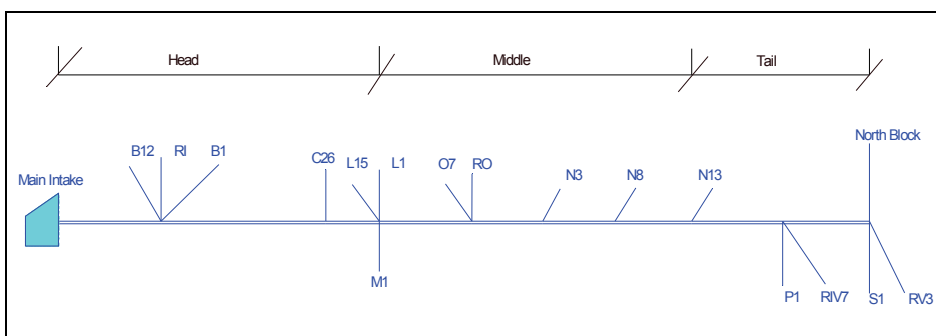 Head Middle Tail
North Block
B12 RI B1 C26 L15 L1 O7 RO N3 N8 N13
Main Intake
M1
P1 RIV7 S1 RV3